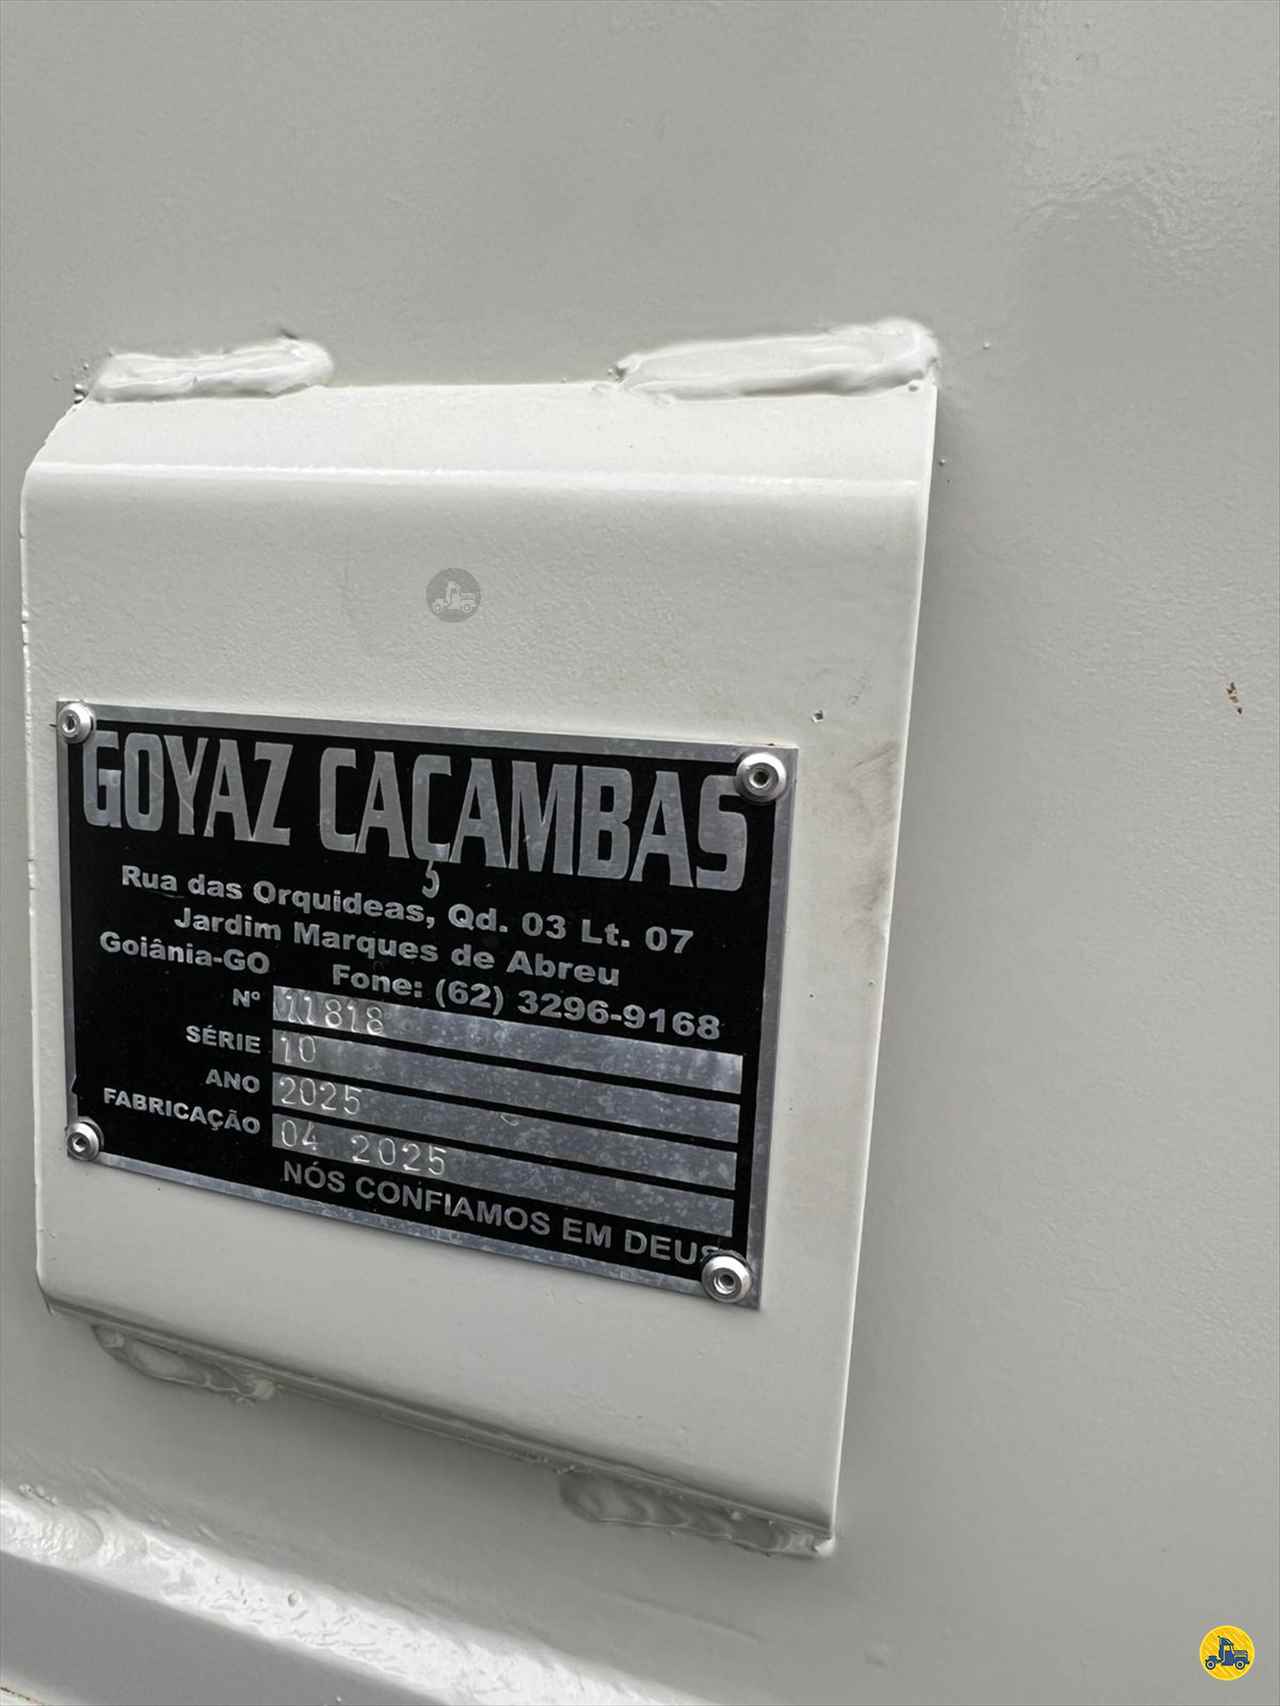 GOYAZ CAÇAMBAS
Rua das Orquideas, Qd. 03 Lt. 07
Jardim Marques de Abreu
Goiânia-GO Fone: (62) 3296-9168
Nº 11818
SÉRIE 10
ANO 2025
FABRICAÇÃO 04 2025
NÓS CONFIAMOS EM DEUS